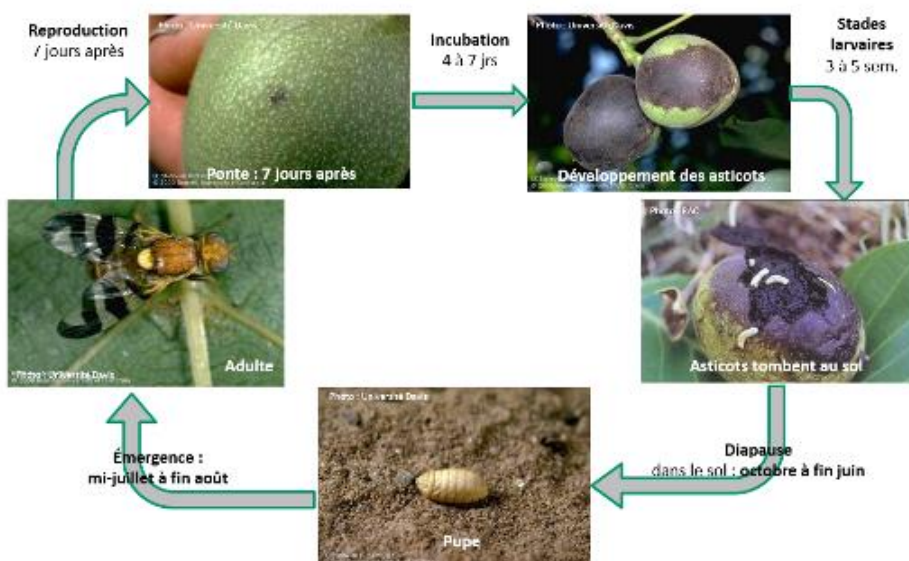 Reproduction
7 jours après
Photo : Université Davis
Ponte : 7 jours après
Incubation
4 à 7 jrs
Photo : Université Davis
Développement des asticots
Stades
larvaires
3 à 5 sem.
Asticots tombent au sol
Diapause
dans le sol : octobre à fin juin
Photo : Université Davis
Pupe
Émergence :
mi-juillet à fin août
Photo : Université Davis
Adulte